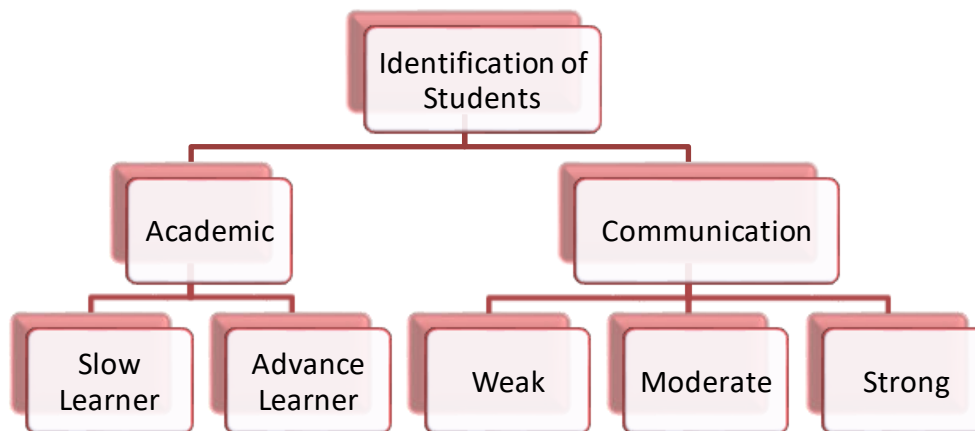 Identification of
Students
Academic
Communication
Slow
Learner
Advance
Learner
Weak
Moderate
Strong